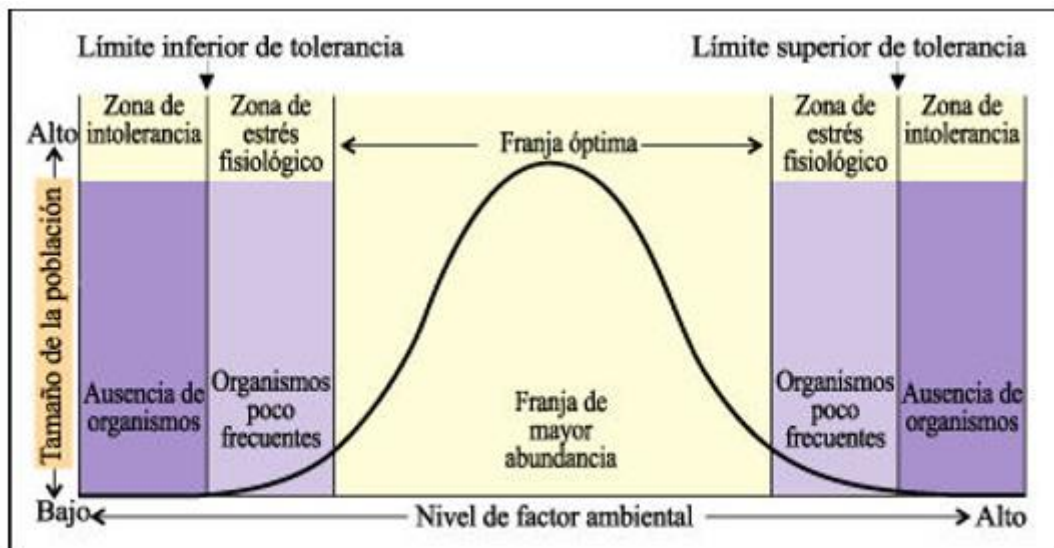 Límite inferior de tolerancia
Límite superior de tolerancia
Zona de
intolerancia
Zona de
estrés
fisiológico
Franja óptima
Zona de
estrés
fisiológico
Zona de
intolerancia
Alto
Tamaño de la población
Ausencia de
organismos
Organismos
poco
frecuentes
Franja de
mayor
abundancia
Organismos
poco
frecuentes
Ausencia de
organismos
Bajo
Nivel de factor ambiental
Alto